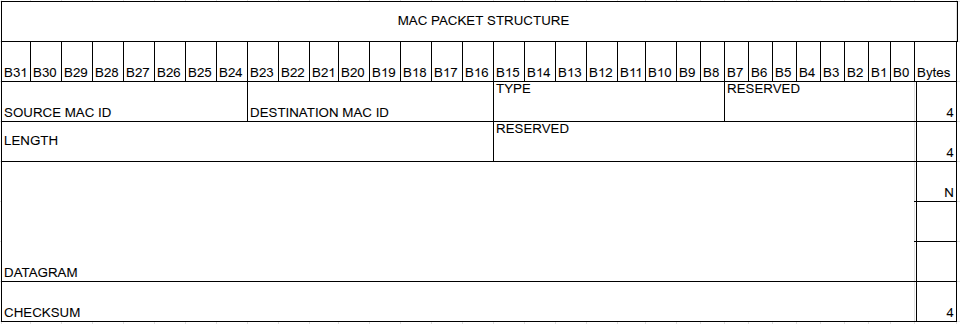 MAC PACKET STRUCTURE
B31 B30 B29 B28 B27 B26 B25 B24 B23 B22 B21 B20 B19 B18 B17 B16 B15 B14 B13 B12 B11 B10 B9 B8 B7 B6 B5 B4 B3 B2 B1 B0 Bytes
SOURCE MAC ID DESTINATION MAC ID TYPE RESERVED 4
LENGTH RESERVED 4
N
DATAGRAM
CHECKSUM 4